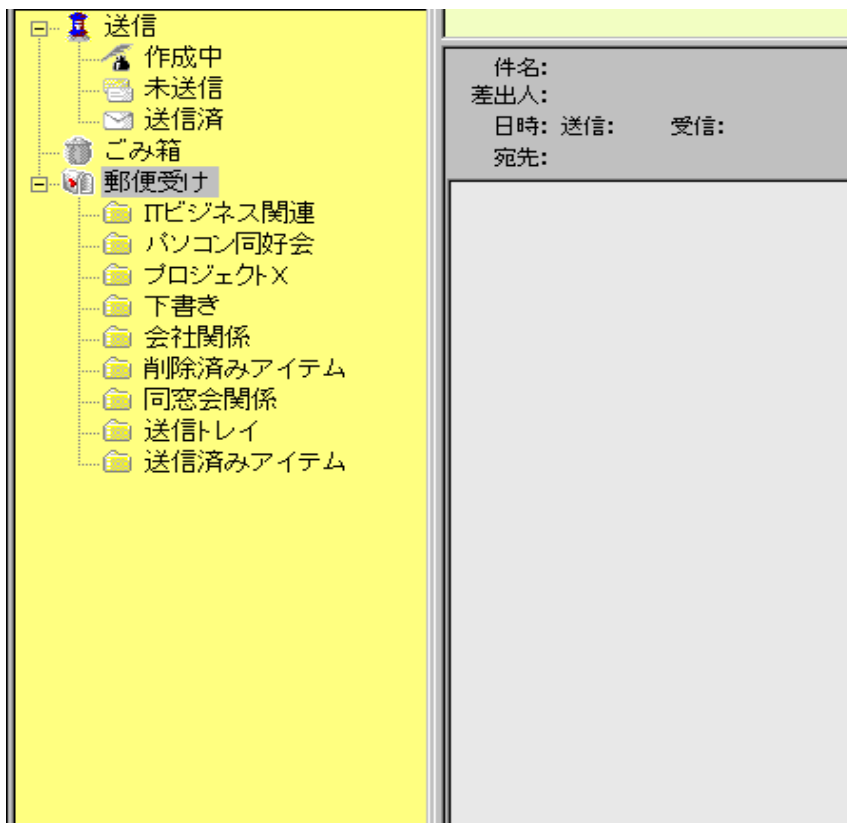 送信
作成中
未送信
送信済
ごみ箱
郵便受け
ITビジネス関連
パソコン同好会
プロジェクトX
下書き
会社関係
削除済みアイテム
同窓会関係
送信トレイ
送信済みアイテム
件名:
差出人:
日時: 送信: 受信:
宛先: